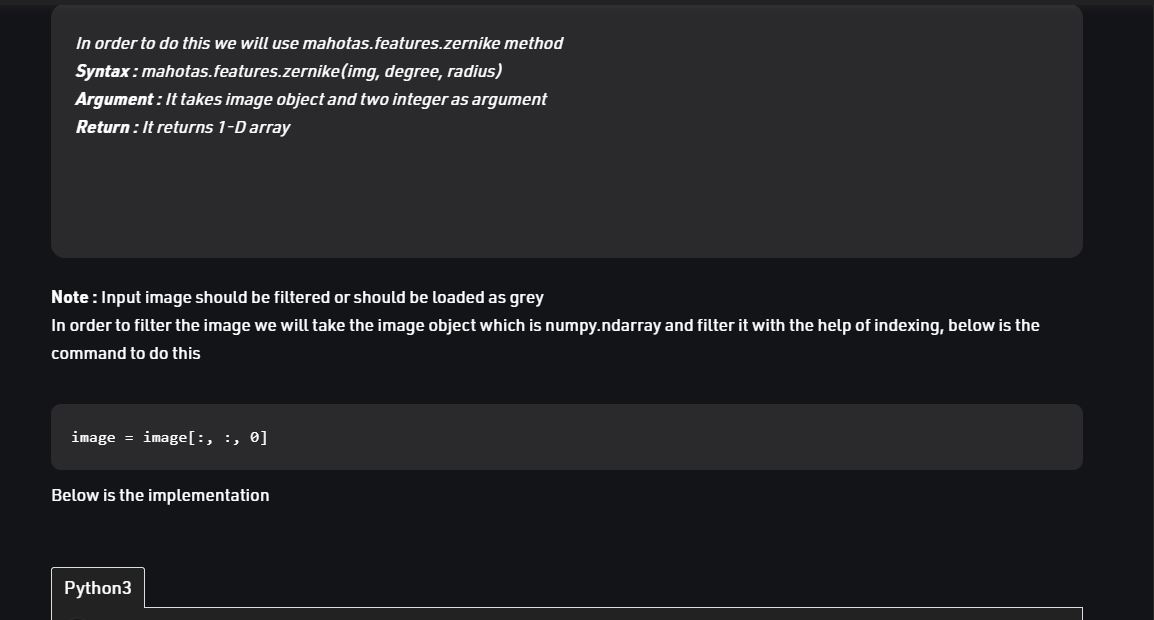 In order to do this we will use mahotas.features.zernike method
Syntax : mahotas.features.zernike(img, degree, radius)
Argument : It takes image object and two integer as argument
Return : It returns 1-D array
Note : Input image should be filtered or should be loaded as grey
In order to filter the image we will take the image object which is numpy.ndarray and filter it with the help of indexing, below is the
command to do this
image = image[:, :, 0]
Below is the implementation
Python3